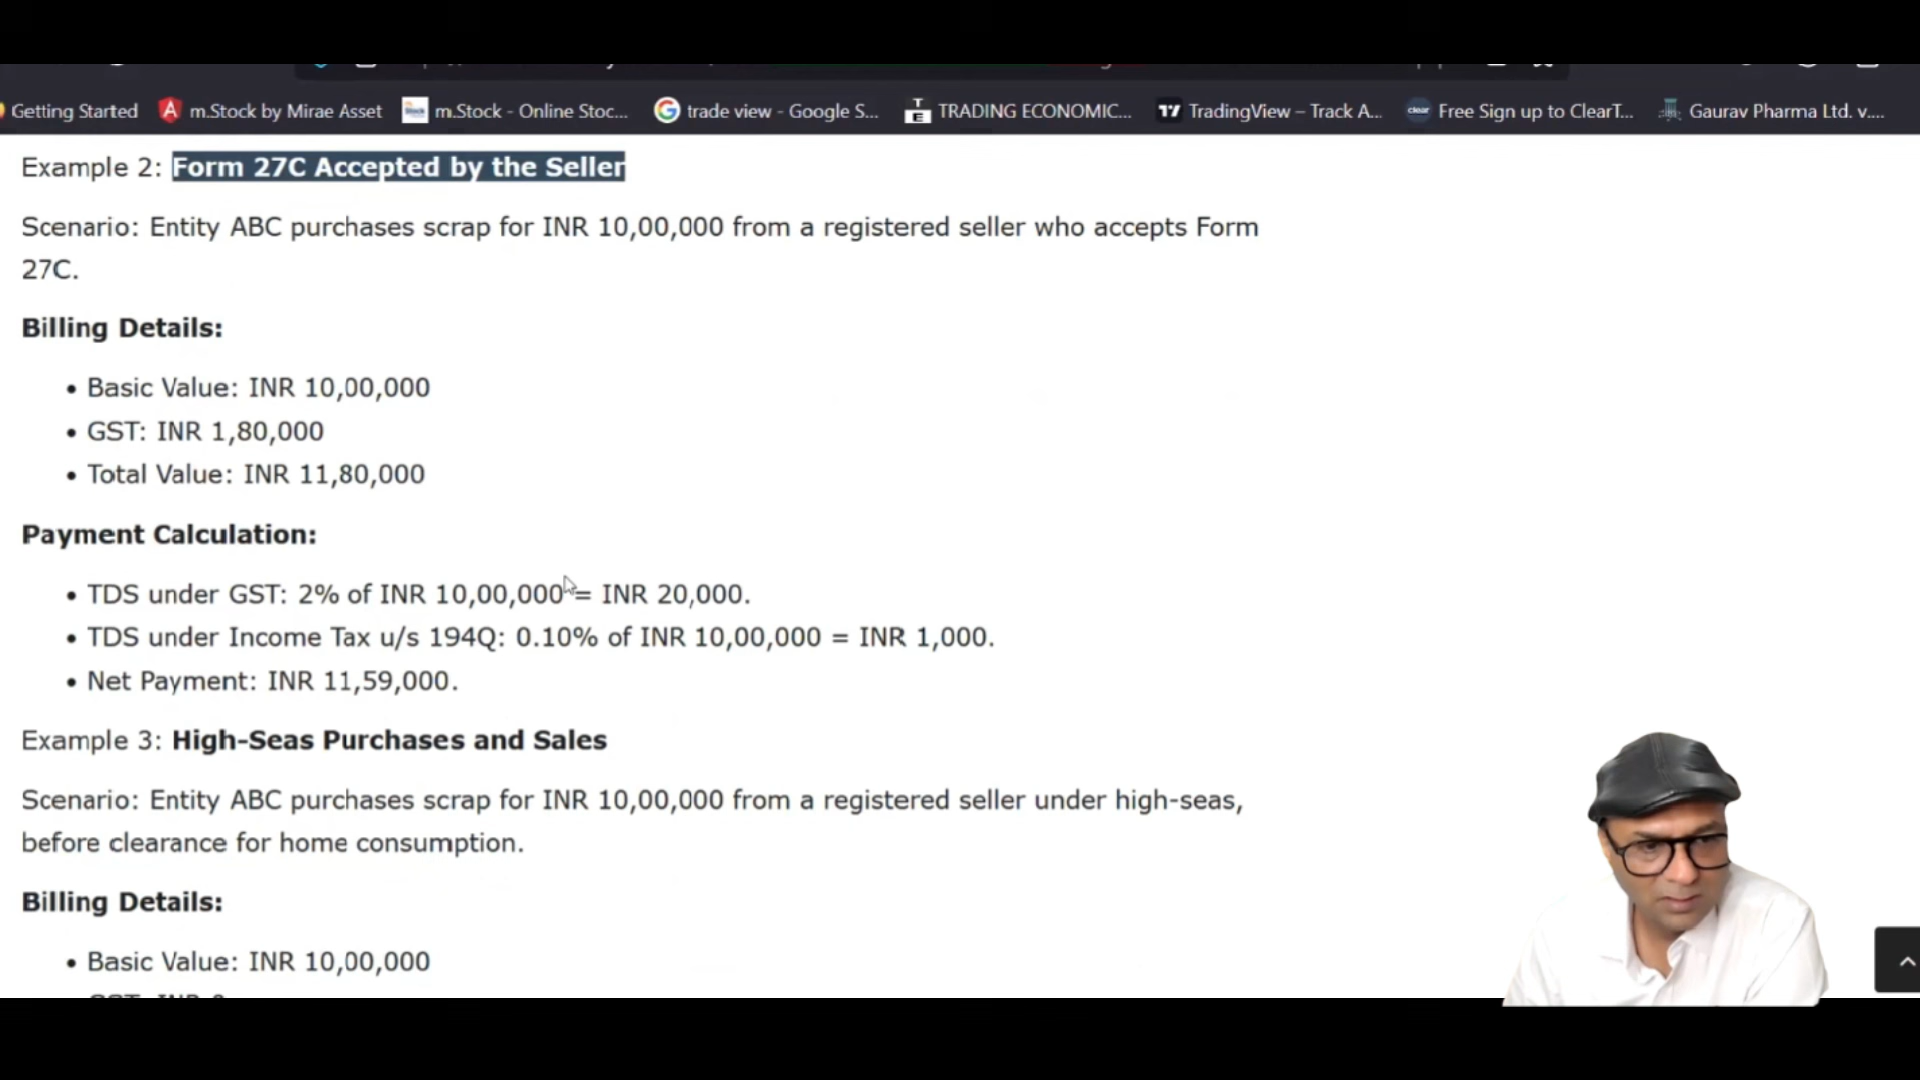 Getting Started m.Stock by Mirae Asset m.Stock - Online Stoc... trade view - Google S... TRADING ECONOMIC... TradingView – Track A... Free Sign up to ClearT... Gaurav Pharma Ltd. v....
Example 2: Form 27C Accepted by the Seller
Scenario: Entity ABC purchases scrap for INR 10,00,000 from a registered seller who accepts Form
27C.
Billing Details:
• Basic Value: INR 10,00,000
• GST: INR 1,80,000
• Total Value: INR 11,80,000
Payment Calculation:
• TDS under GST: 2% of INR 10,00,000 = INR 20,000.
• TDS under Income Tax u/s 194Q: 0.10% of INR 10,00,000 = INR 1,000.
• Net Payment: INR 11,59,000.
Example 3: High-Seas Purchases and Sales
Scenario: Entity ABC purchases scrap for INR 10,00,000 from a registered seller under high-seas,
before clearance for home consumption.
Billing Details:
• Basic Value: INR 10,00,000